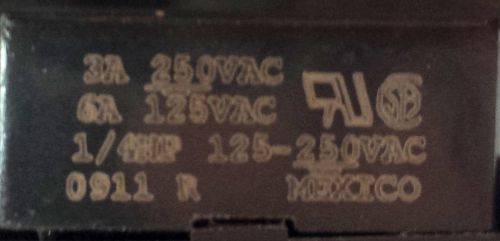 3A 250VAC
6A 125VAC
1/4HP 125-250VAC
0911 R MEXICO